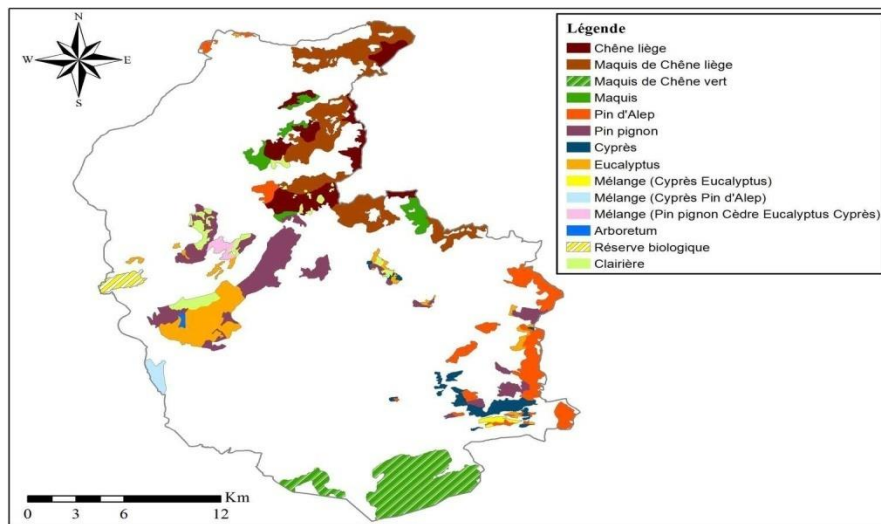 N
W
E
S
Légende
Chêne liège
Maquis de Chêne liège
Maquis de Chêne vert
Maquis
Pin d'Alep
Pin pignon
Cyprès
Eucalyptus
Mélange (Cyprès Eucalyptus)
Mélange (Cyprès Pin d'Alep)
Mélange (Pin pignon Cèdre Eucalyptus Cyprès)
Arboretum
Réserve biologique
Clairière
Km
0 3 6 12